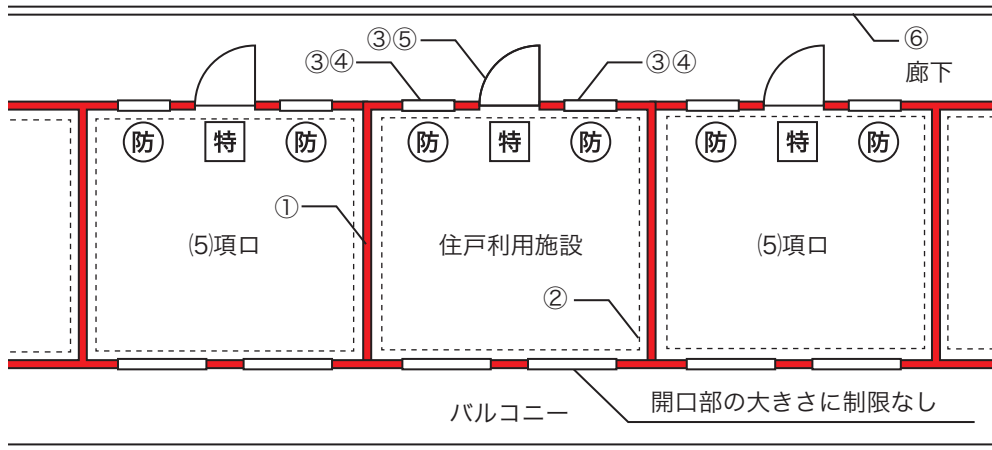 ⑥
廊下
③⑤
③④
③④
防
特
防
防
特
防
防
特
防
①
⑸項ロ
住戸利用施設
⑸項ロ
②
バルコニー
開口部の大きさに制限なし